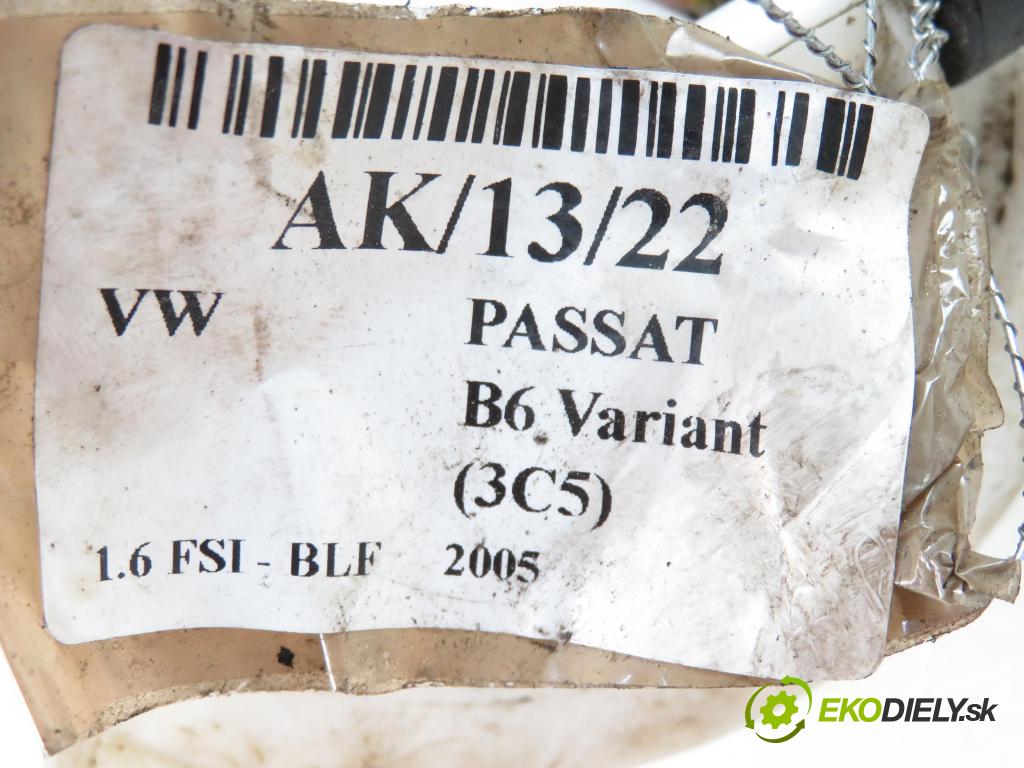 AK/13/22
VW PASSAT
B6 Variant
(3C5)
1.6 FSI - BLF 2005
EKODIELY.sk